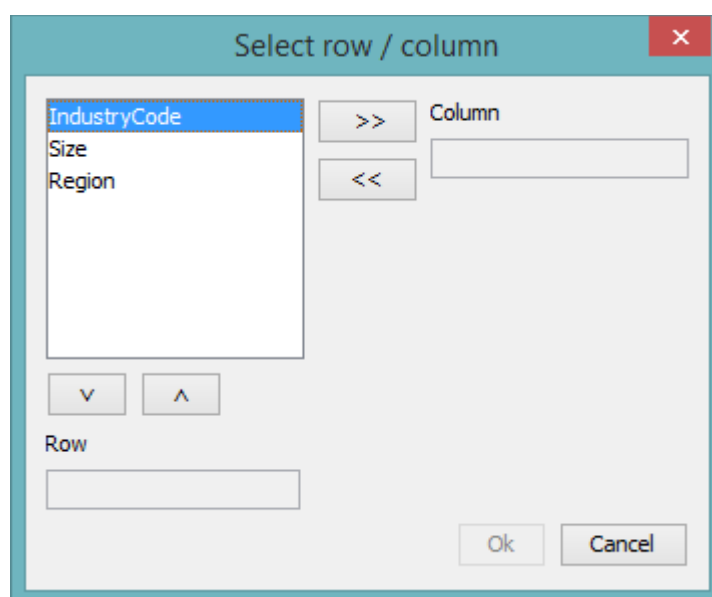 Select row / column
×
IndustryCode
Size
Region
>>
<<
Column
v
^
Row
Ok
Cancel